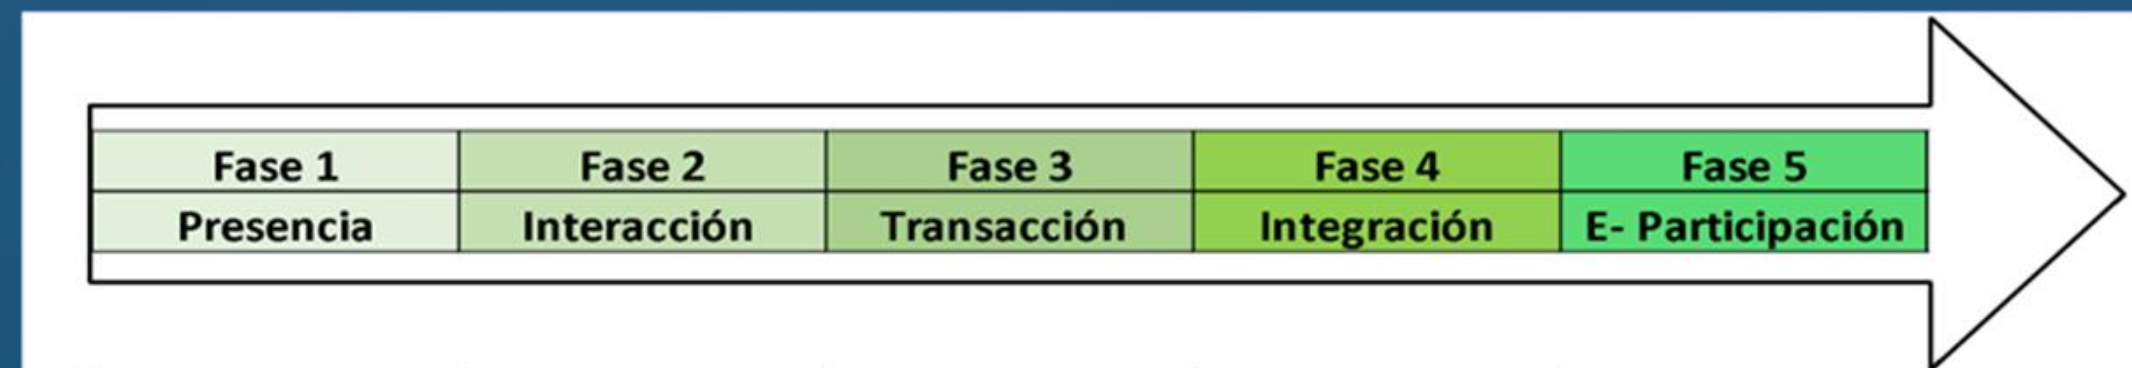 Fase 1 Fase 2 Fase 3 Fase 4 Fase 5
Presencia Interacción Transacción Integración E- Participación